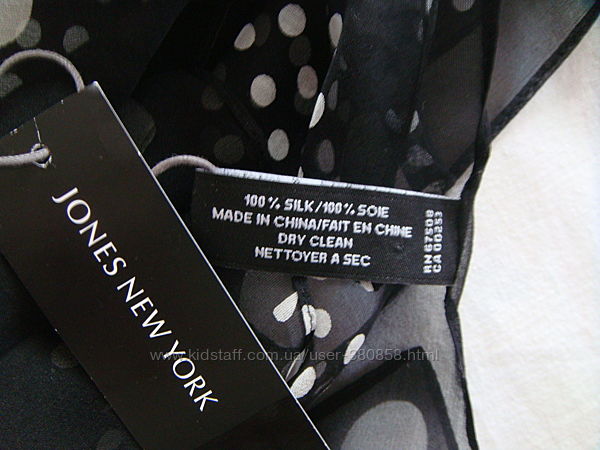 JONES NEW YORK
100% SILK/100% SOIE
MADE IN CHINA/FAIT EN CHINE
DRY CLEAN
NETTOYER A SEC
RN 67508
CA 00253
www.kidstaff.com.ua/user-580858.html